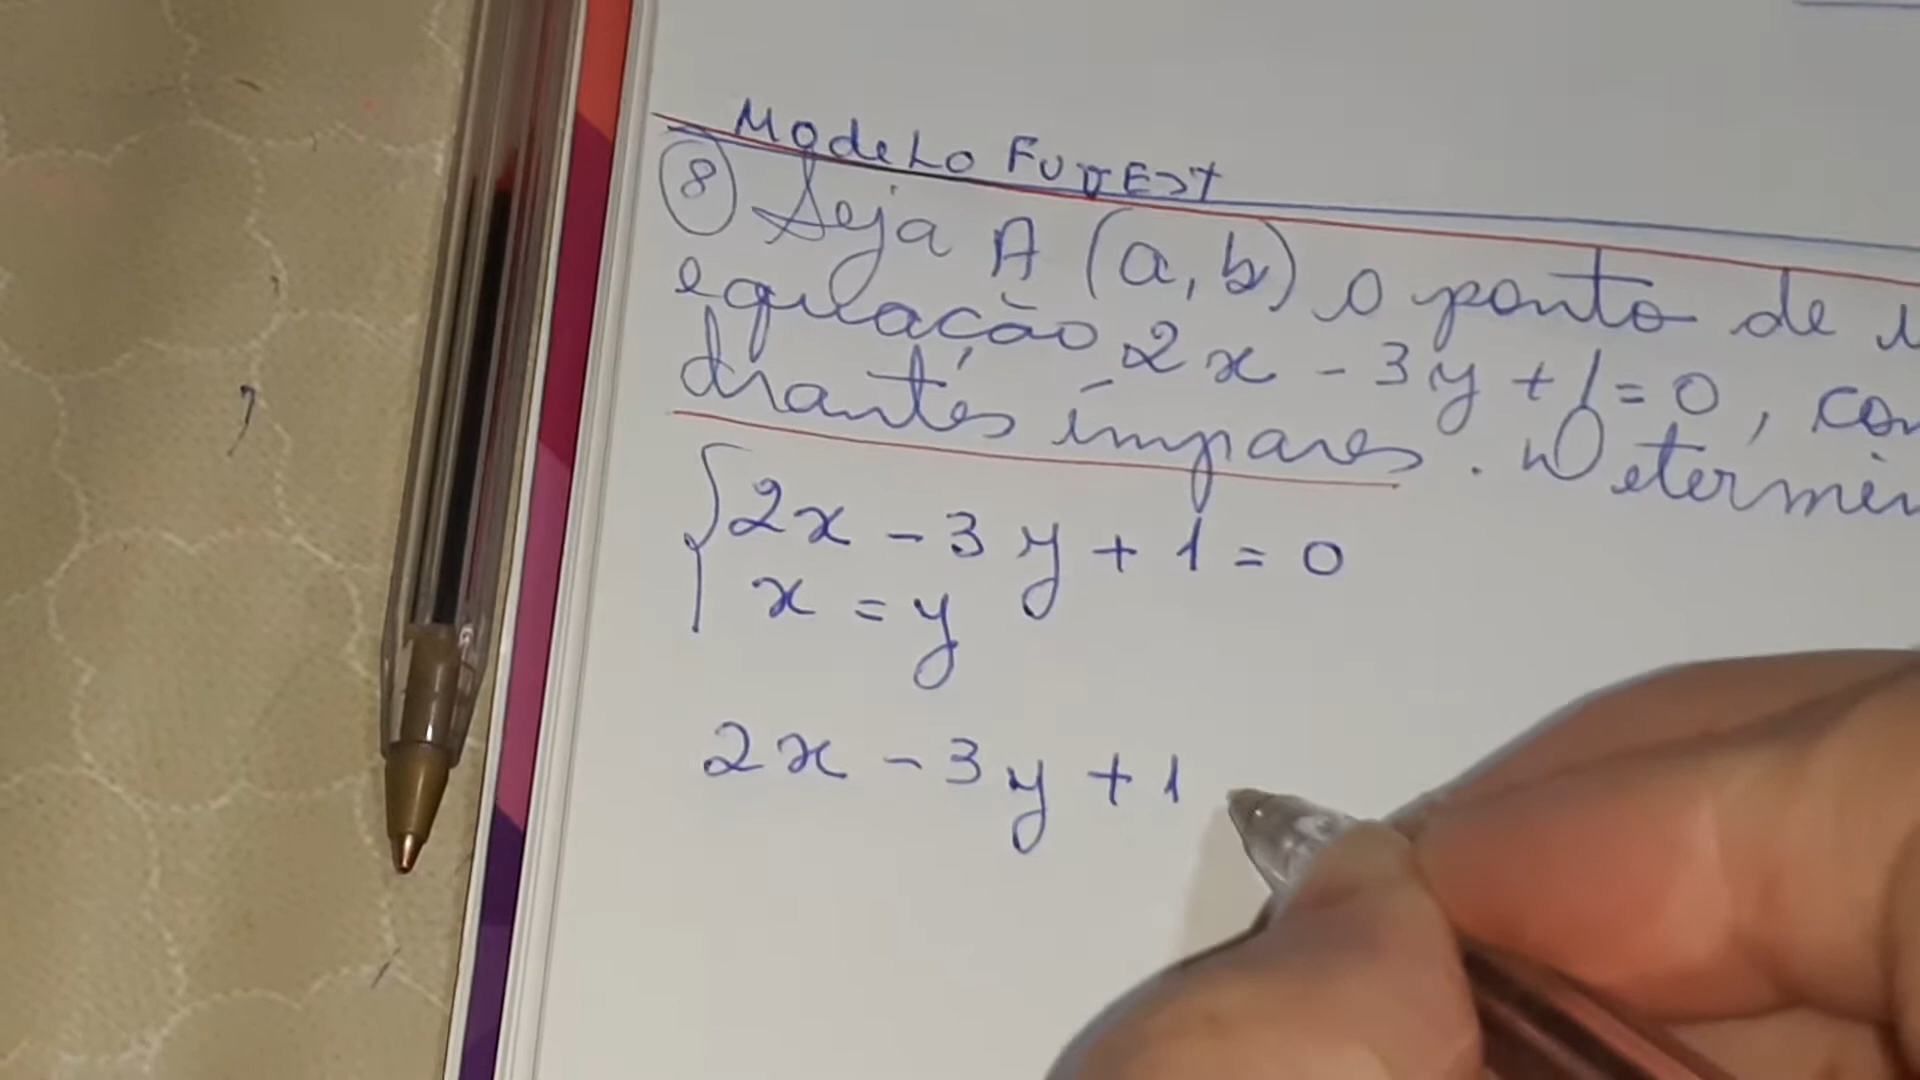 Modelo Fuvest
8 Seja A (a, b) o ponto de
equação 2x - 3y + 1 = 0, com
drantes ímpares. Determin
2x - 3y + 1 = 0
x = y
2x - 3y + 1